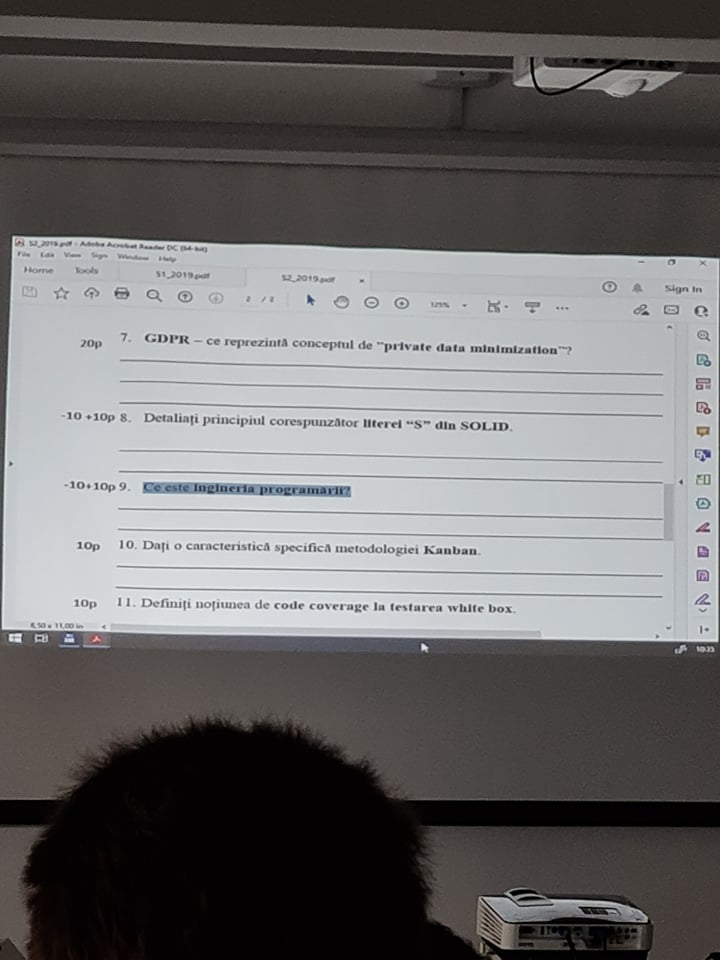 S2_2019.pdf - Adobe Acrobat Reader DC (64-bit)
File Edit View Sign Window Help
Home Tools S1_2019.pdf S2_2019.pdf × Sign In
2 / 2 125%
20p 7. GDPR – ce reprezintă conceptul de "private data minimization"?
-10 +10p 8. Detaliați principiul corespunzător literei "S" din SOLID.
-10+10p 9. Ce este Ingineria programării?
10p 10. Dați o caracteristică specifică metodologiei Kanban.
10p 11. Definiți noțiunea de code coverage la testarea white box.
8,50 x 11,00 in
10:33